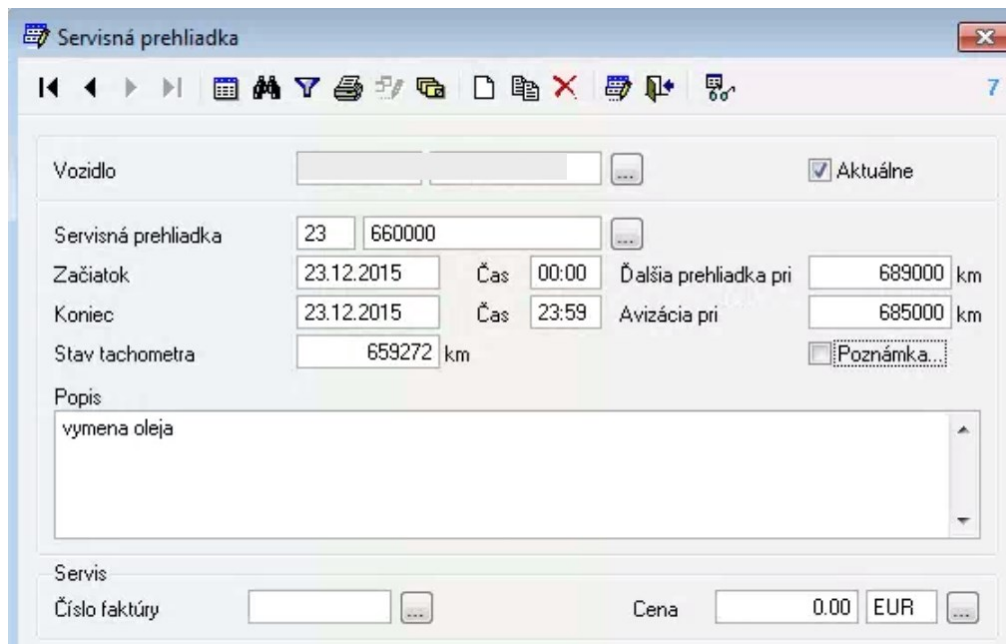 Servisná prehliadka
7
Vozidlo ... Aktuálne
Servisná prehliadka 23 660000 ...
Začiatok 23.12.2015 Čas 00:00 Ďalšia prehliadka pri 689000 km
Koniec 23.12.2015 Čas 23:59 Avizácia pri 685000 km
Stav tachometra 659272 km Poznámka...
Popis
vymena oleja
Servis
Číslo faktúry ... Cena 0.00 EUR ...